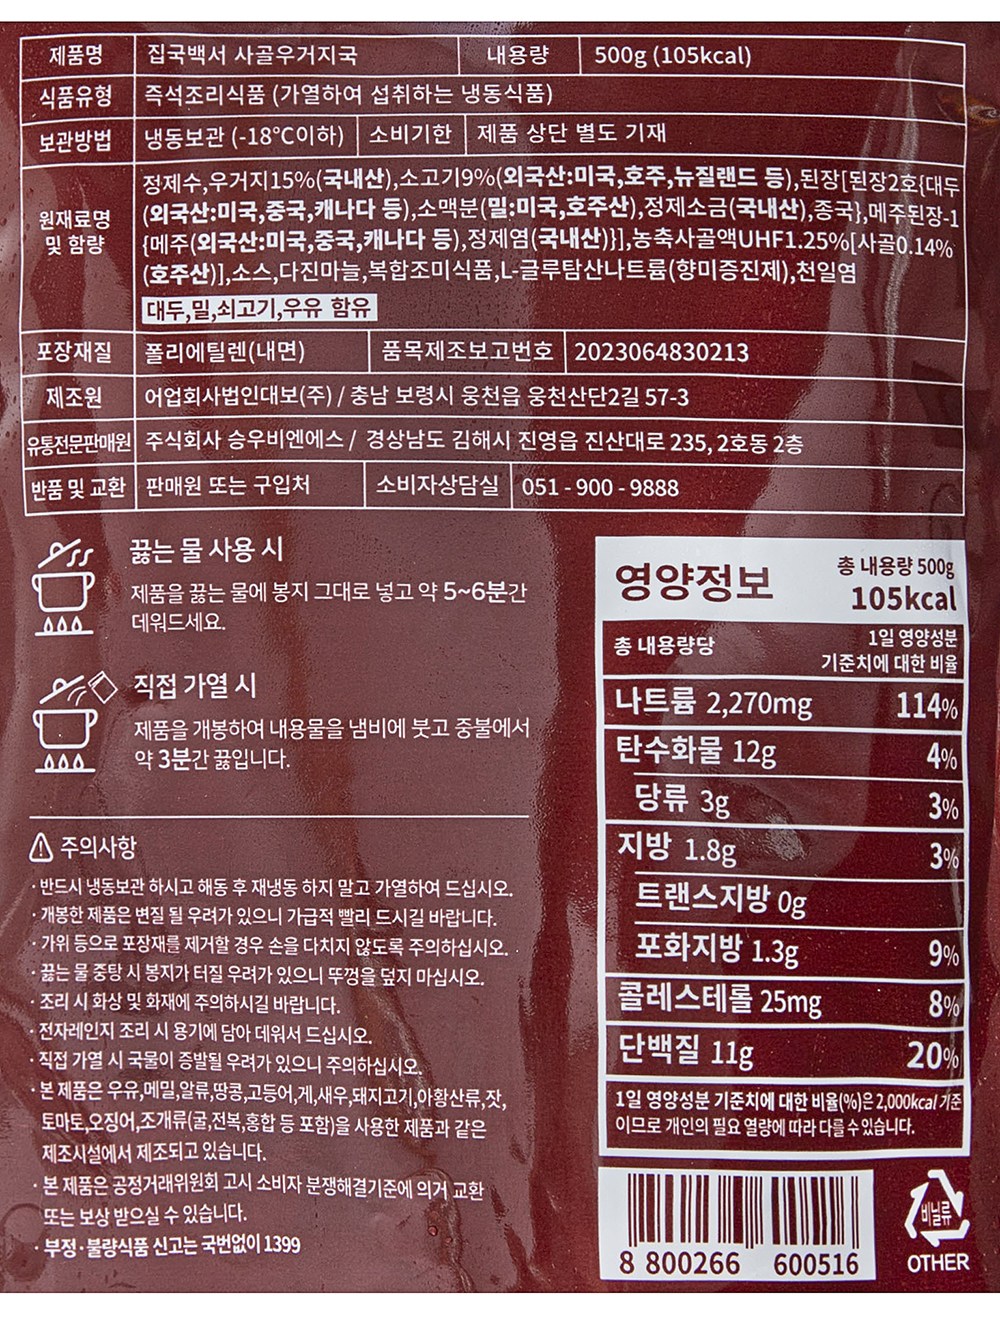 제품명 집국백서 사골우거지국 내용량 500g (105kcal)
식품유형 즉석조리식품 (가열하여 섭취하는 냉동식품)
보관방법 냉동보관 (-18℃이하) 소비기한 제품 상단 별도 기재
원재료명 및 함량
정제수,우거지15%(국내산),소고기9%(외국산:미국,호주,뉴질랜드 등),된장[된장2호{대두
(외국산:미국,중국,캐나다 등),소맥분(밀:미국,호주산),정제소금(국내산),종국},메주된장-1
{메주(외국산:미국,중국,캐나다 등),정제염(국내산)}],농축사골액UHF1.25%[사골0.14%
(호주산)],소스,다진마늘,복합조미식품,L-글루탐산나트륨(향미증진제),천일염
대두,밀,쇠고기,우유 함유
포장재질 폴리에틸렌(내면) 품목제조보고번호 2023064830213
제조원 어업회사법인대보(주) / 충남 보령시 웅천읍 웅천산단2길 57-3
유통전문판매원 주식회사 승우비엔에스 / 경상남도 김해시 진영읍 진산대로 235, 2호동 2층
반품 및 교환 판매원 또는 구입처 소비자상담실 051 - 900 - 9888
끓는 물 사용 시
제품을 끓는 물에 봉지 그대로 넣고 약 5~6분간
데워드세요.
직접 가열 시
제품을 개봉하여 내용물을 냄비에 붓고 중불에서
약 3분간 끓입니다.
주의사항
· 반드시 냉동보관 하시고 해동 후 재냉동 하지 말고 가열하여 드십시오.
· 개봉한 제품은 변질 될 우려가 있으니 가급적 빨리 드시길 바랍니다.
· 가위 등으로 포장재를 제거할 경우 손을 다치지 않도록 주의하십시오.
· 끓는 물 중탕 시 봉지가 터질 우려가 있으니 뚜껑을 덮지 마십시오.
· 조리 시 화상 및 화재에 주의하시길 바랍니다.
· 전자레인지 조리 시 용기에 담아 데워서 드십시오.
· 직접 가열 시 국물이 증발될 우려가 있으니 주의하십시오.
· 본 제품은 우유,메밀,알류,땅콩,고등어,게,새우,돼지고기,아황산류,잣,
토마토,오징어,조개류(굴,전복,홍합 등 포함)을 사용한 제품과 같은
제조시설에서 제조되고 있습니다.
· 본 제품은 공정거래위원회 고시 소비자 분쟁해결기준에 의거 교환
또는 보상 받으실 수 있습니다.
· 부정·불량식품 신고는 국번없이 1399
영양정보 총 내용량 500g
105kcal
총 내용량당 1일 영양성분
기준치에 대한 비율
나트륨 2,270mg 114%
탄수화물 12g 4%
당류 3g 3%
지방 1.8g 3%
트랜스지방 0g
포화지방 1.3g 9%
콜레스테롤 25mg 8%
단백질 11g 20%
1일 영양성분 기준치에 대한 비율(%)은 2,000kcal 기준
이므로 개인의 필요 열량에 따라 다를 수 있습니다.
8 800266 600516
비닐류
OTHER